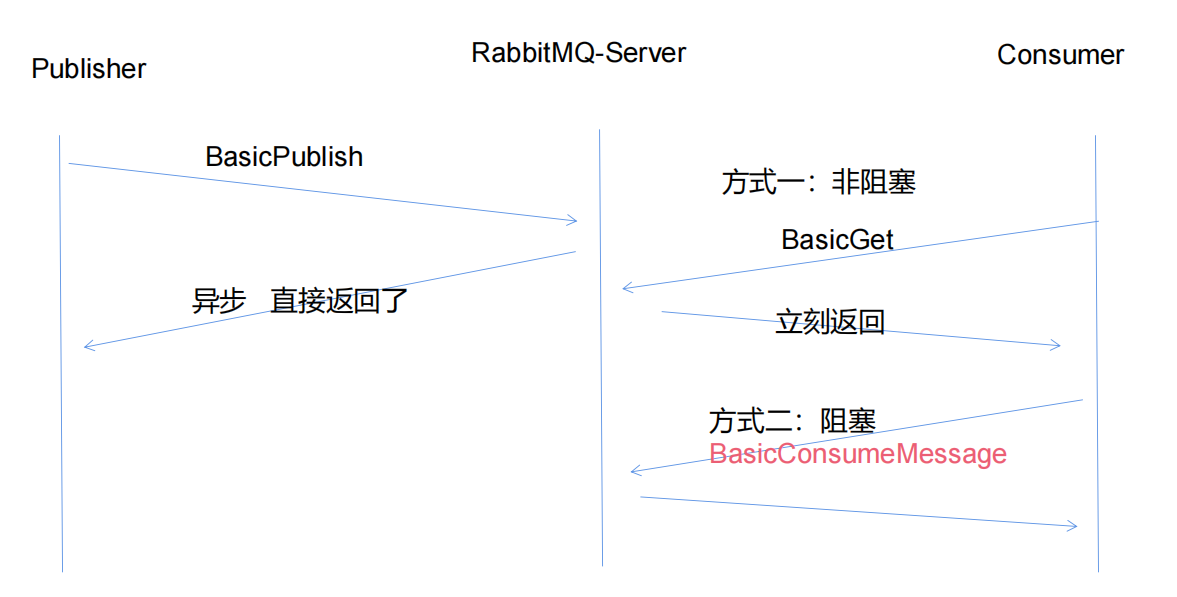 Publisher
RabbitMQ-Server
Consumer
BasicPublish
异步 直接返回了
方式一：非阻塞
BasicGet
立刻返回
方式二：阻塞
BasicConsumeMessage